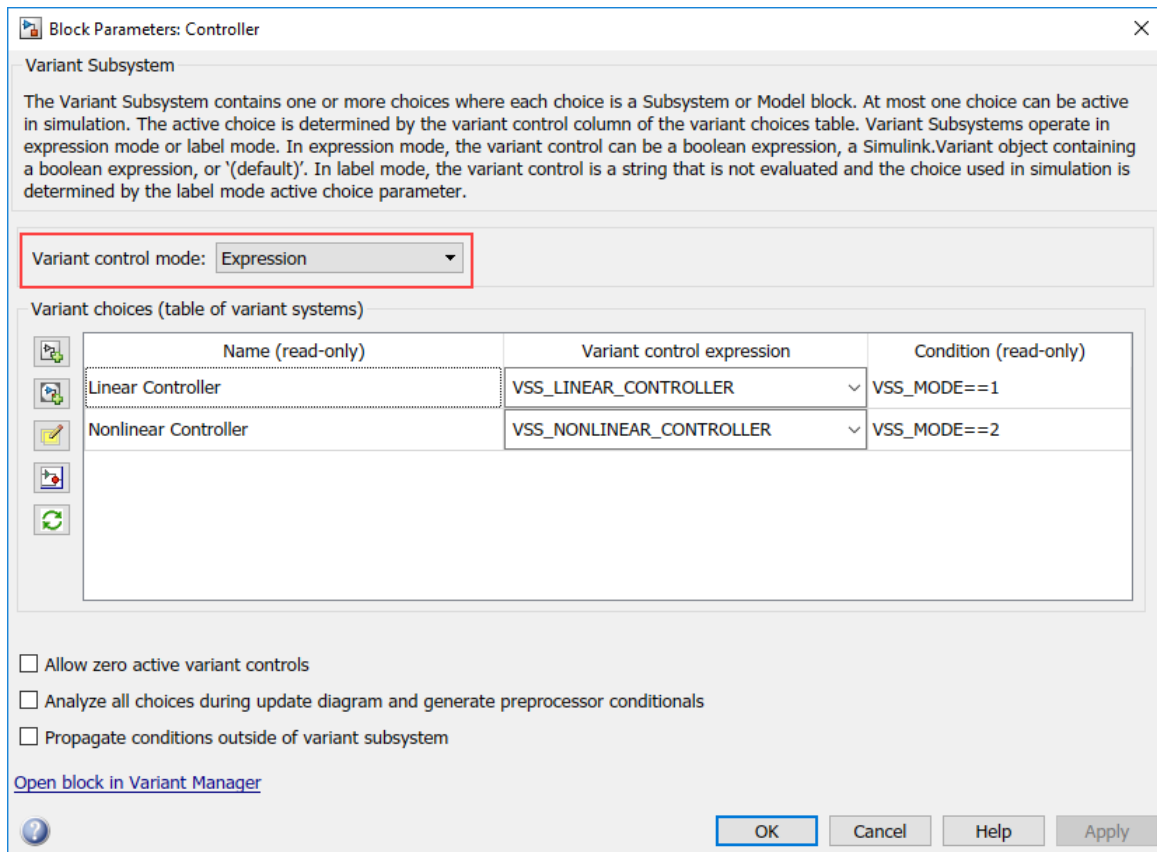 Block Parameters: Controller
Variant Subsystem
The Variant Subsystem contains one or more choices where each choice is a Subsystem or Model block. At most one choice can be active
in simulation. The active choice is determined by the variant control column of the variant choices table. Variant Subsystems operate in
expression mode or label mode. In expression mode, the variant control can be a boolean expression, a Simulink.Variant object containing
a boolean expression, or '(default)'. In label mode, the variant control is a string that is not evaluated and the choice used in simulation is
determined by the label mode active choice parameter.
Variant control mode: Expression
Variant choices (table of variant systems)
Name (read-only) Variant control expression Condition (read-only)
Linear Controller VSS_LINEAR_CONTROLLER VSS_MODE==1
Nonlinear Controller VSS_NONLINEAR_CONTROLLER VSS_MODE==2
Allow zero active variant controls
Analyze all choices during update diagram and generate preprocessor conditionals
Propagate conditions outside of variant subsystem
Open block in Variant Manager
OK Cancel Help Apply